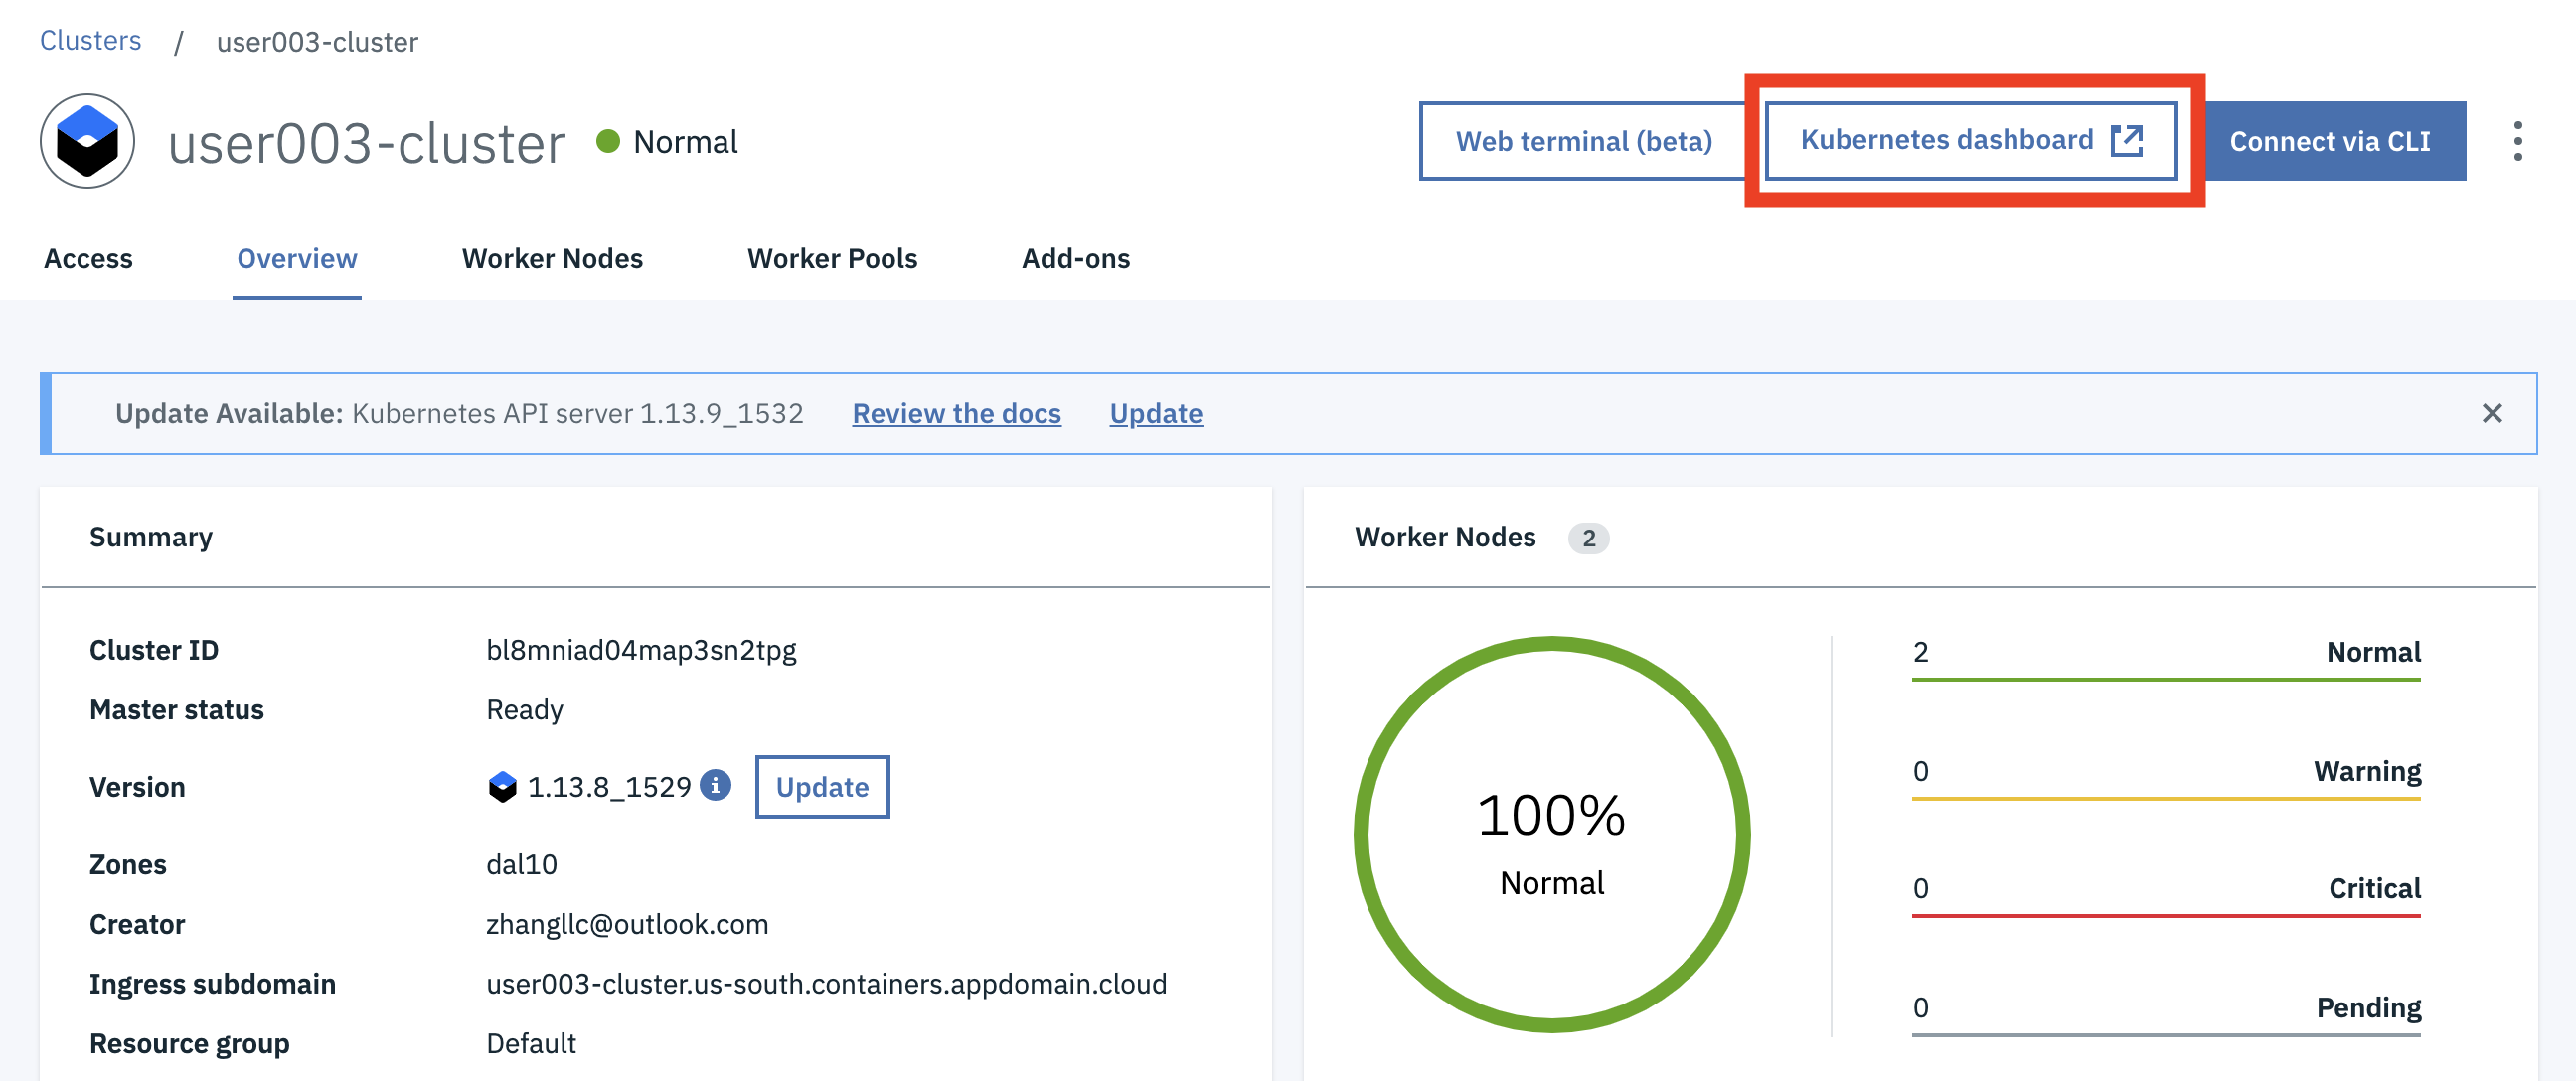 Clusters / user003-cluster
user003-cluster Normal
Web terminal (beta) Kubernetes dashboard Connect via CLI
Access Overview Worker Nodes Worker Pools Add-ons
Update Available: Kubernetes API server 1.13.9_1532 Review the docs Update
Summary
Cluster ID bl8mniad04map3sn2tpg
Master status Ready
Version 1.13.8_1529 Update
Zones dal10
Creator zhangllc@outlook.com
Ingress subdomain user003-cluster.us-south.containers.appdomain.cloud
Resource group Default
Worker Nodes 2
100%
Normal
2 Normal
0 Warning
0 Critical
0 Pending